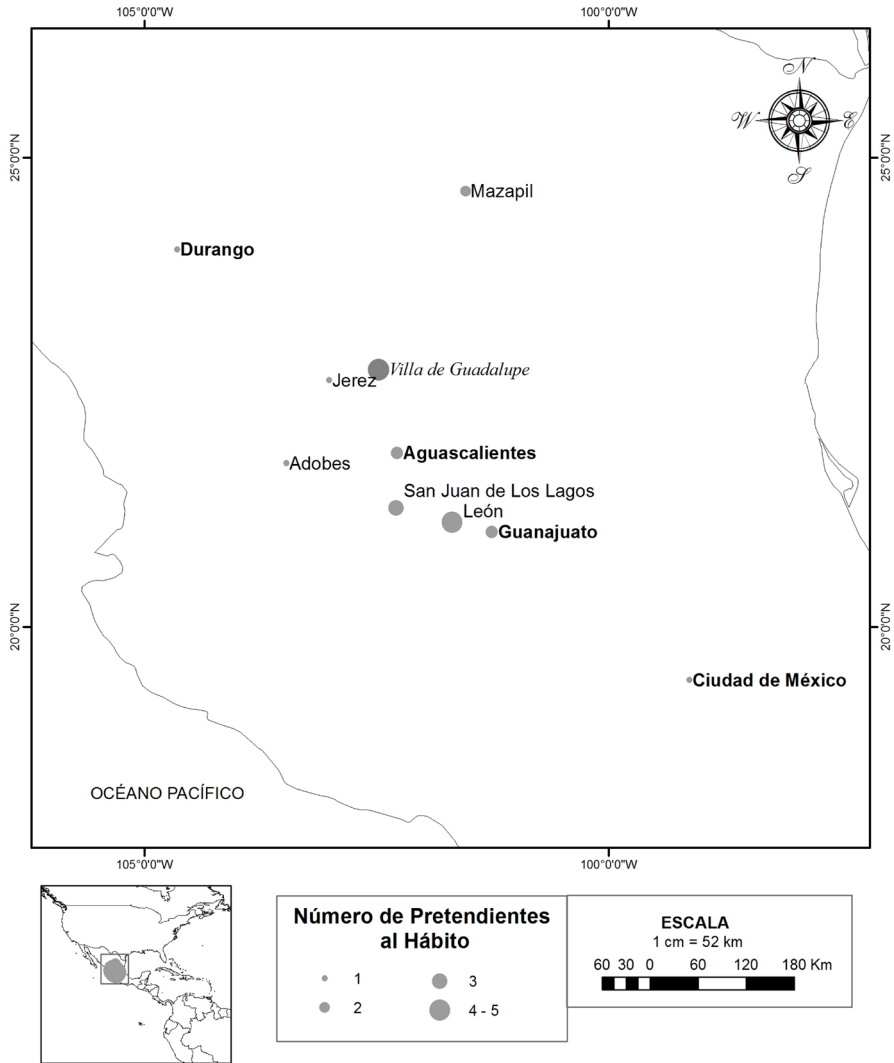 105°0'0"W
100°0'0"W
N
W
E
S
25°0'0"N
25°0'0"N
Mazapil
Durango
Villa de Guadalupe
Jerez
Aguascalientes
Adobes
San Juan de Los Lagos
León
Guanajuato
20°0'0"N
20°0'0"N
Ciudad de México
OCÉANO PACÍFICO
105°0'0"W
100°0'0"W
Número de Pretendientes
al Hábito
1
3
2
4 - 5
ESCALA
1 cm = 52 km
60 30 0 60 120 180 Km